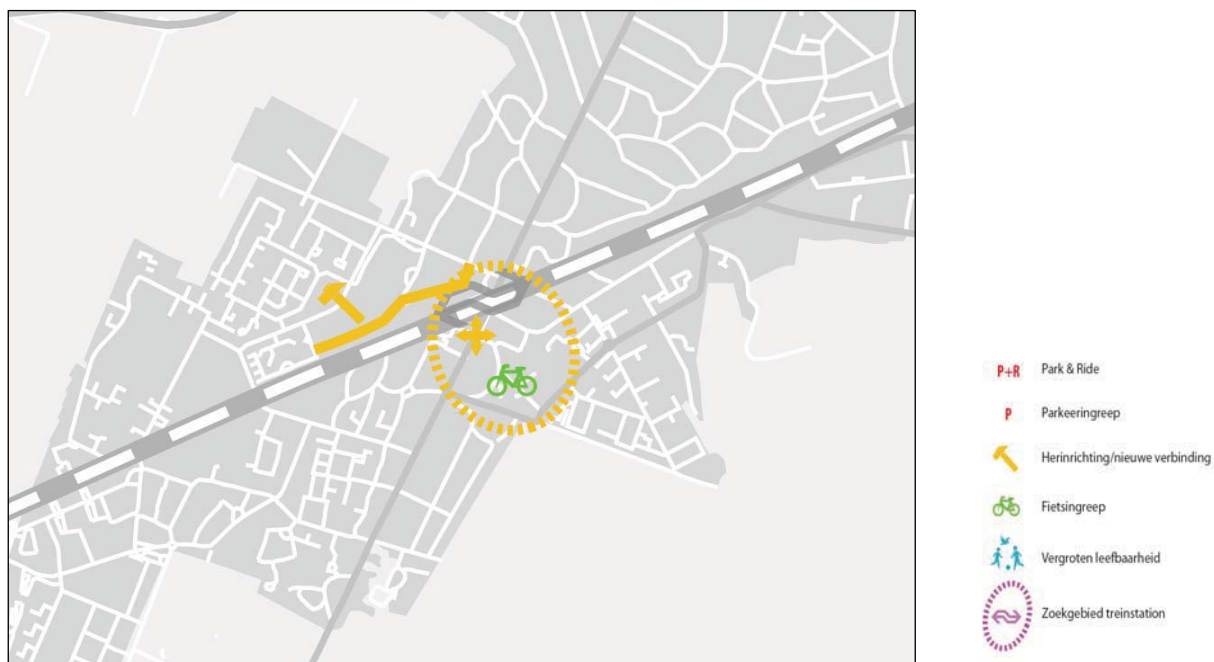 P+R Park & Ride
P Parkeeringreep
Herinrichting/nieuwe verbinding
Fietsingreep
Vergroten leefbaarheid
Zoekgebied treinstation